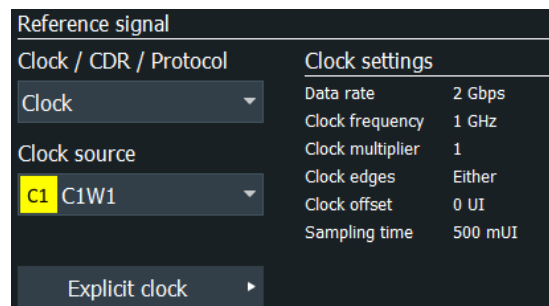 Reference signal
Clock / CDR / Protocol
Clock
Clock source
C1 C1W1
Explicit clock
Clock settings
Data rate 2 Gbps
Clock frequency 1 GHz
Clock multiplier 1
Clock edges Either
Clock offset 0 UI
Sampling time 500 mUI